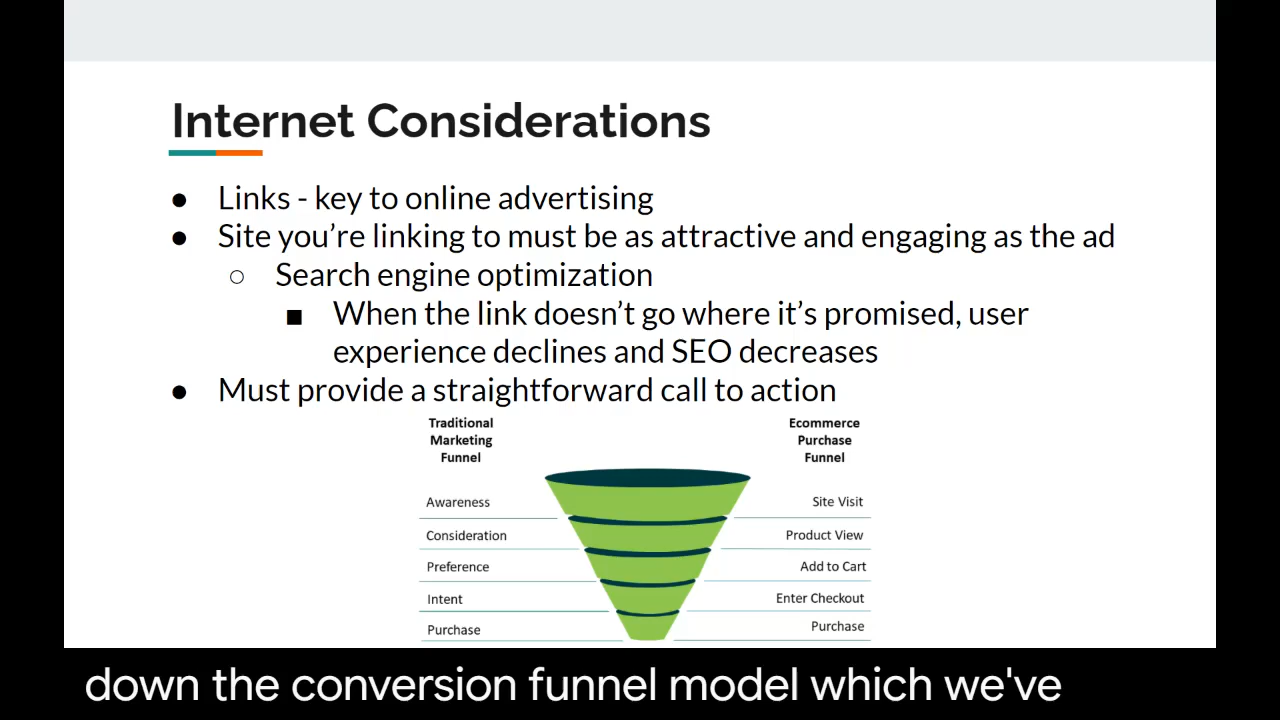 Internet Considerations
● Links - key to online advertising
● Site you’re linking to must be as attractive and engaging as the ad
○ Search engine optimization
■ When the link doesn’t go where it’s promised, user
experience declines and SEO decreases
● Must provide a straightforward call to action
Traditional
Marketing
Funnel
Ecommerce
Purchase
Funnel
Awareness
Site Visit
Consideration
Product View
Preference
Add to Cart
Intent
Enter Checkout
Purchase
Purchase
down the conversion funnel model which we've